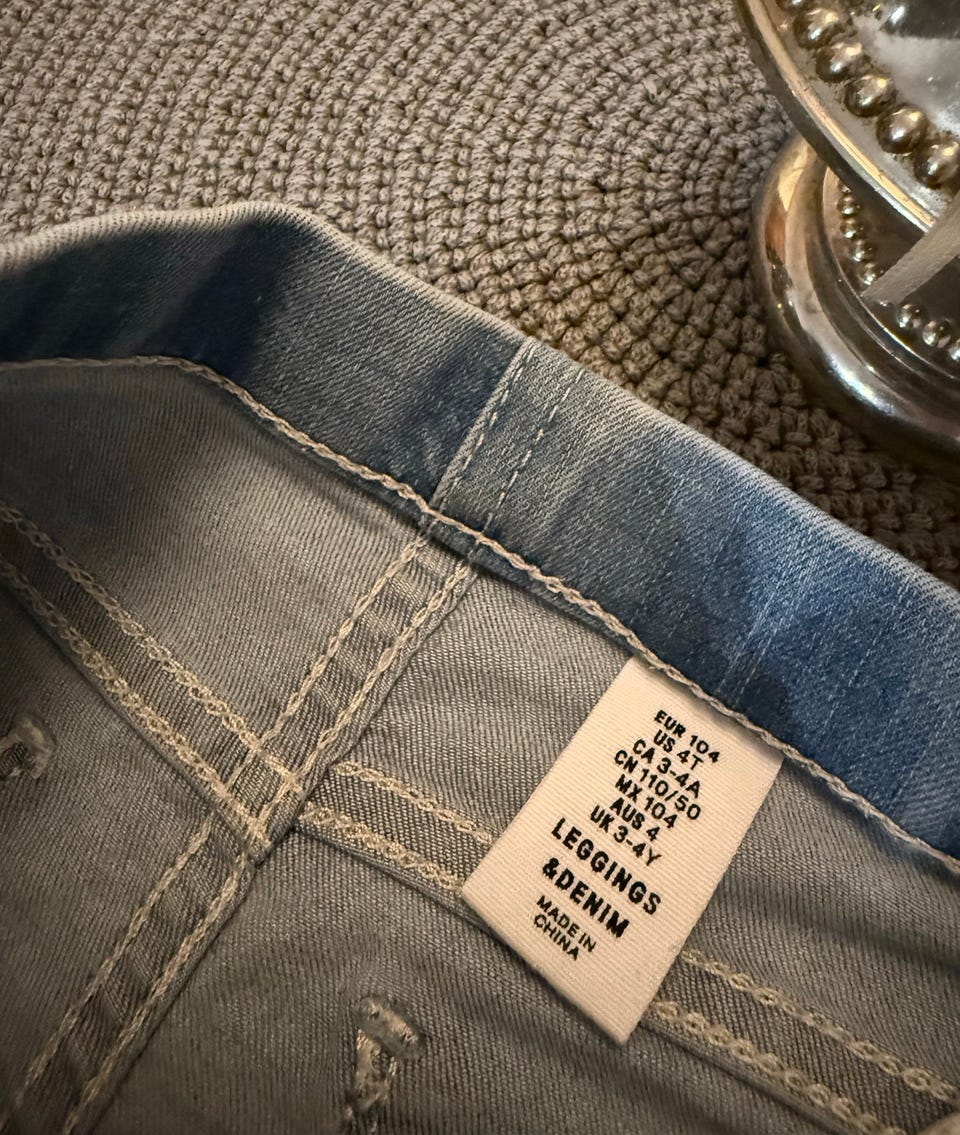 EUR 104
US 4T
CA 3-4A
CN 110/50
MX 104
AUS 4
UK 3-4Y
LEGGINGS
&DENIM
MADE IN
CHINA